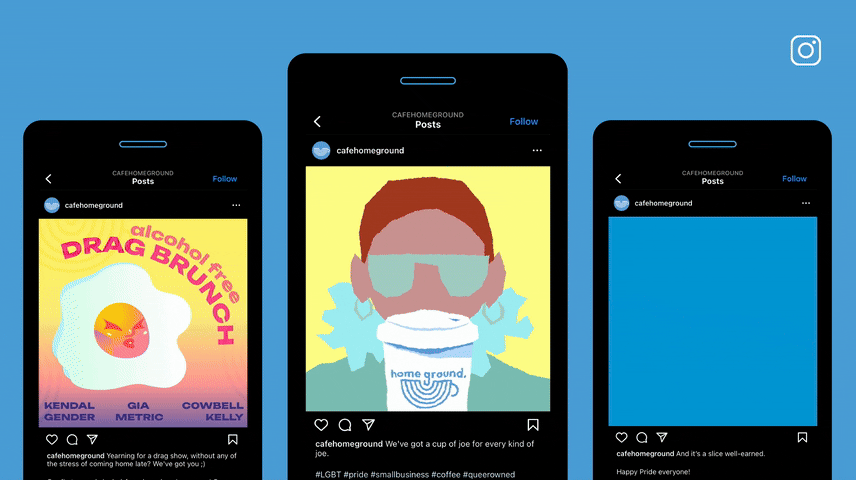 CAFEHOMEGROUND
Posts
Follow
cafehomeground
alcohol free
DRAG BRUNCH
KENDAL GENDER
GIA METRIC
COWBELL KELLY
cafehomeground Yearning for a drag show, without any of
the stress of coming home late? We've got you ;)
CAFEHOMEGROUND
Posts
Follow
cafehomeground
home ground.
cafehomeground We've got a cup of joe for every kind of
joe.
#LGBT #pride #smallbusiness #coffee #queerowned
CAFEHOMEGROUND
Posts
Follow
cafehomeground
cafehomeground And it's a slice well-earned.
Happy Pride everyone!